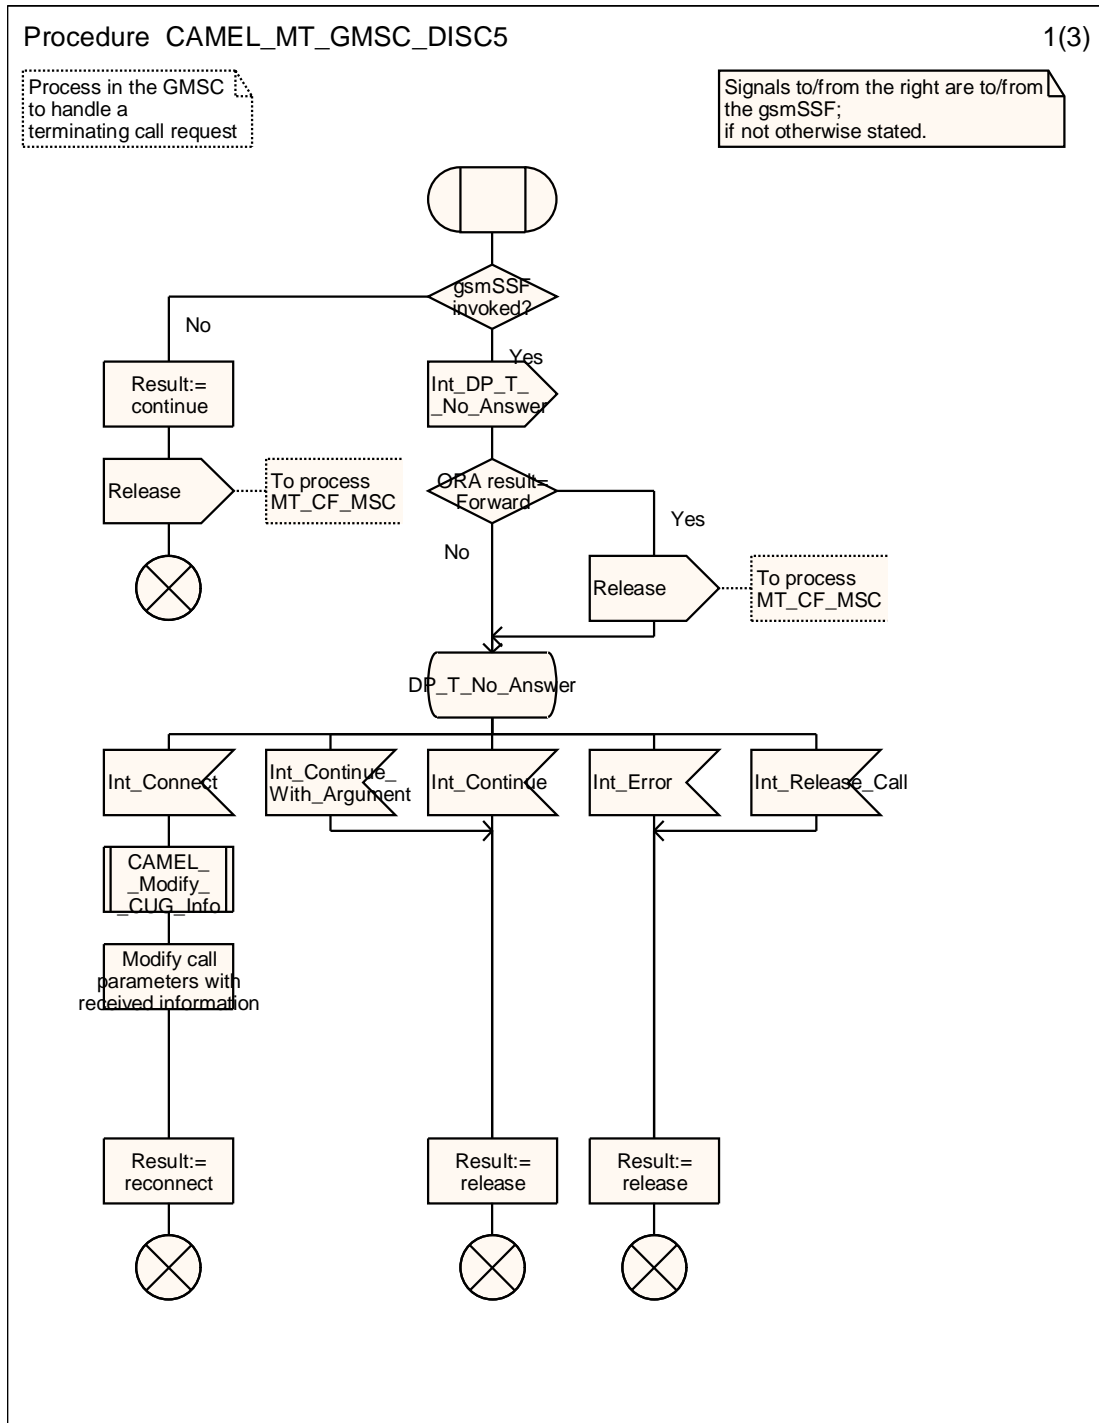 Procedure CAMEL_MT_GMSC_DISC5
1(3)
Process in the GMSC
to handle a
terminating call request
Signals to/from the right are to/from
the gsmSSF;
if not otherwise stated.
gsmSSF
invoked?
No
Yes
Result:=
continue
Int_DP_T_
_No_Answer
Release
To process
MT_CF_MSC
ORA result=
Forward
Yes
No
Release
To process
MT_CF_MSC
DP_T_No_Answer
Int_Connect
Int_Continue_
With_Argument
Int_Continue
Int_Error
Int_Release_Call
CAMEL_
_Modify_
_CUG_Info
Modify call
parameters with
received information
Result:=
reconnect
Result:=
release
Result:=
release